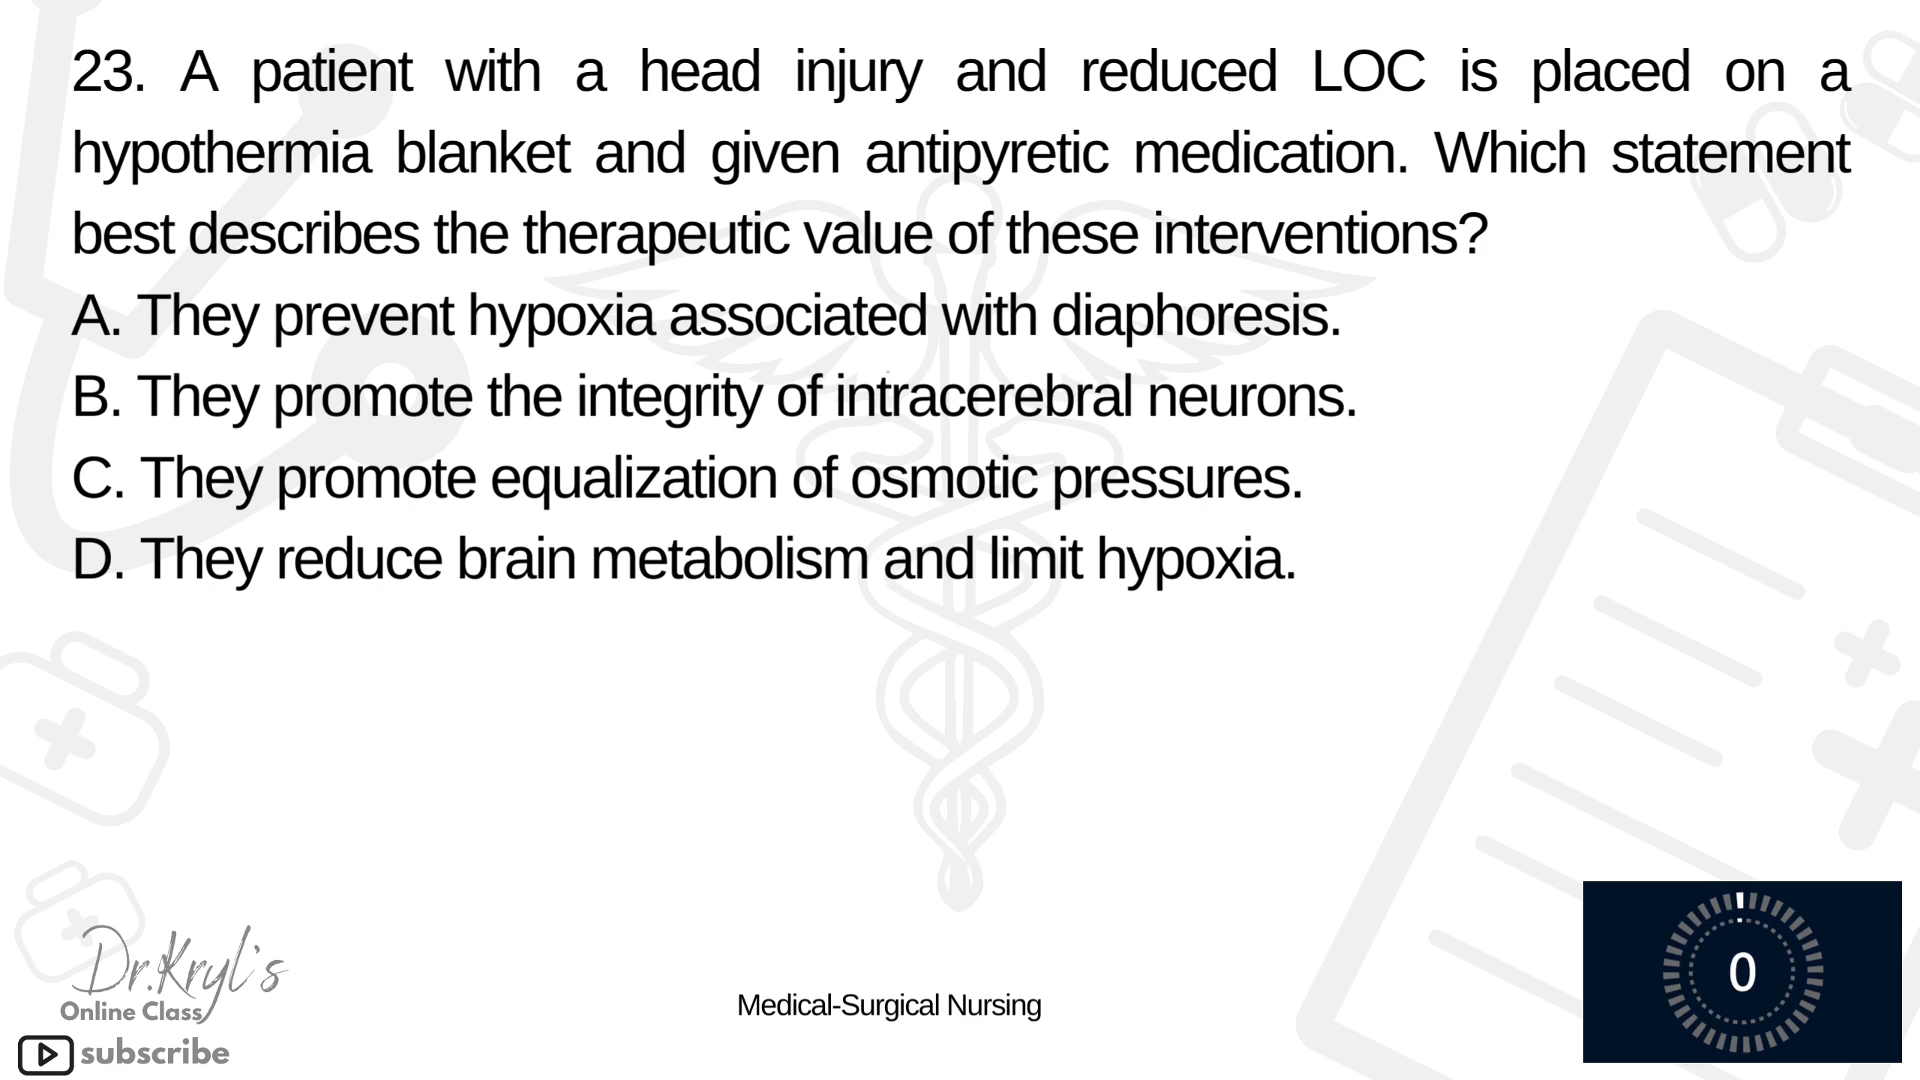 23. A patient with a head injury and reduced LOC is placed on a
hypothermia blanket and given antipyretic medication. Which statement
best describes the therapeutic value of these interventions?
A. They prevent hypoxia associated with diaphoresis.
B. They promote the integrity of intracerebral neurons.
C. They promote equalization of osmotic pressures.
D. They reduce brain metabolism and limit hypoxia.
Dr.Kryl's
Online Class
subscribe
Medical-Surgical Nursing
0